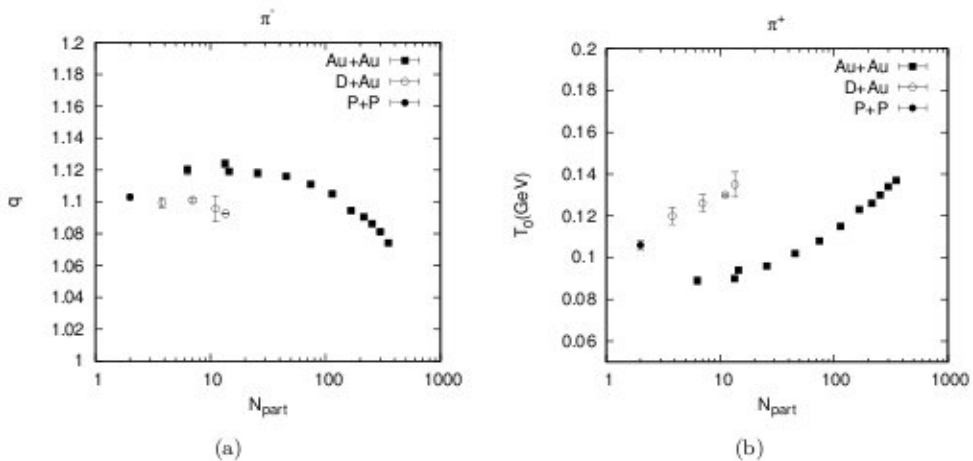 π⁻
1.2
1.18
1.16
1.14
1.12
1.1
1.08
1.06
1.04
1.02
1
q
Au+Au
D+Au
P+P
1 10 100 1000
N_part
(a)
π⁺
0.2
0.18
0.16
0.14
0.12
0.1
0.08
0.06
T_0(GeV)
Au+Au
D+Au
P+P
1 10 100 1000
N_part
(b)